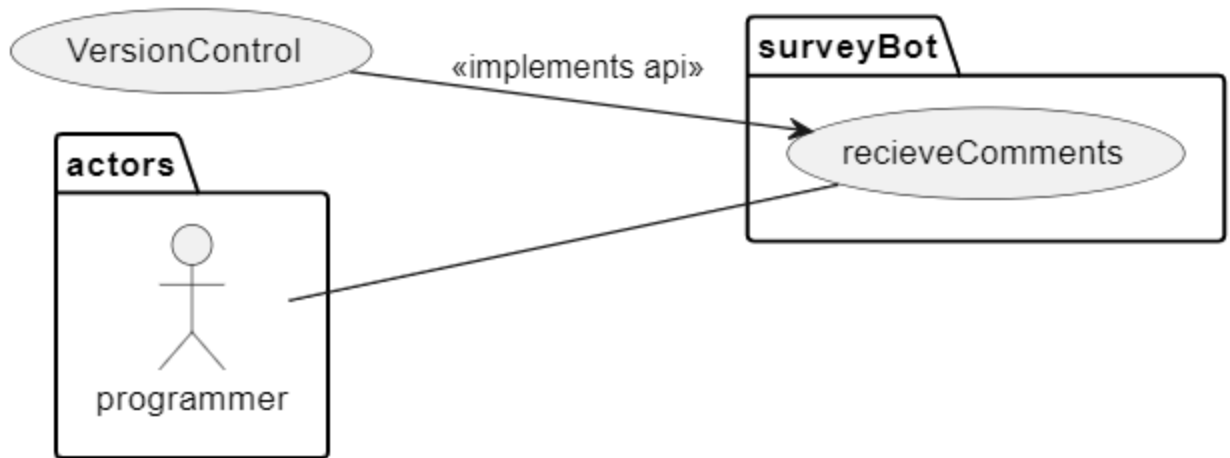 VersionControl
«implements api»
surveyBot
recieveComments
actors
programmer